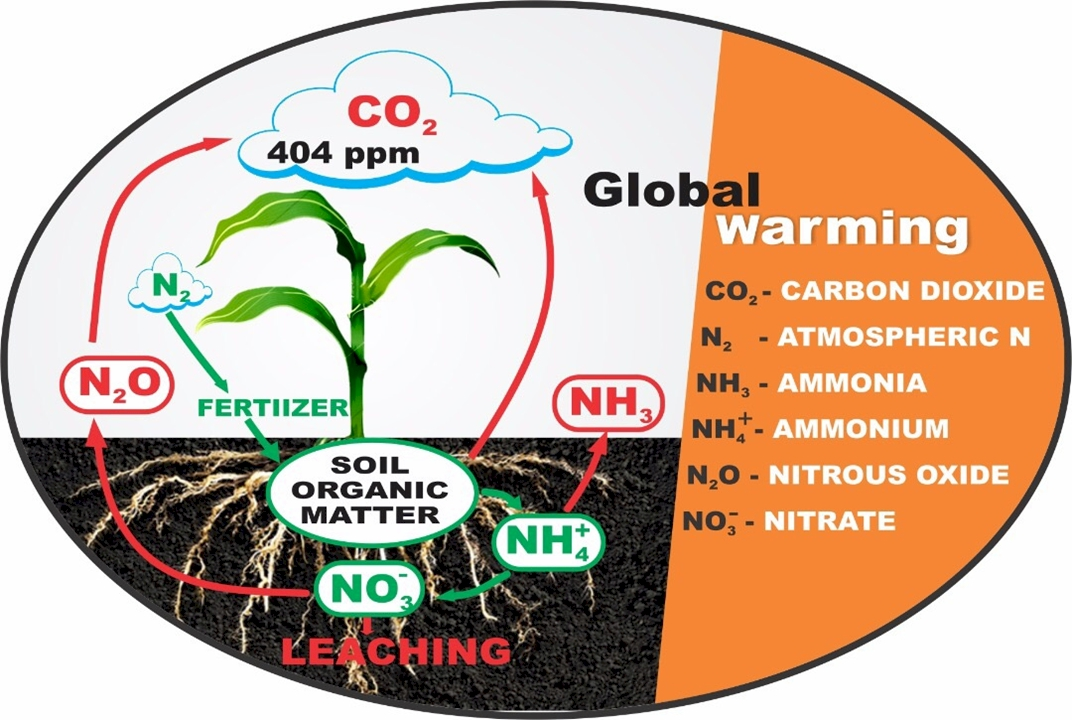 CO₂
404 ppm
Global
warming
N₂
CO₂ - CARBON DIOXIDE
N₂ - ATMOSPHERIC N
NH₃ - AMMONIA
NH₄⁺ - AMMONIUM
N₂O - NITROUS OXIDE
NO₃⁻ - NITRATE
N₂O
FERTIIZER
NH₃
SOIL
ORGANIC
MATTER
NH₄⁺
NO₃⁻
LEACHING